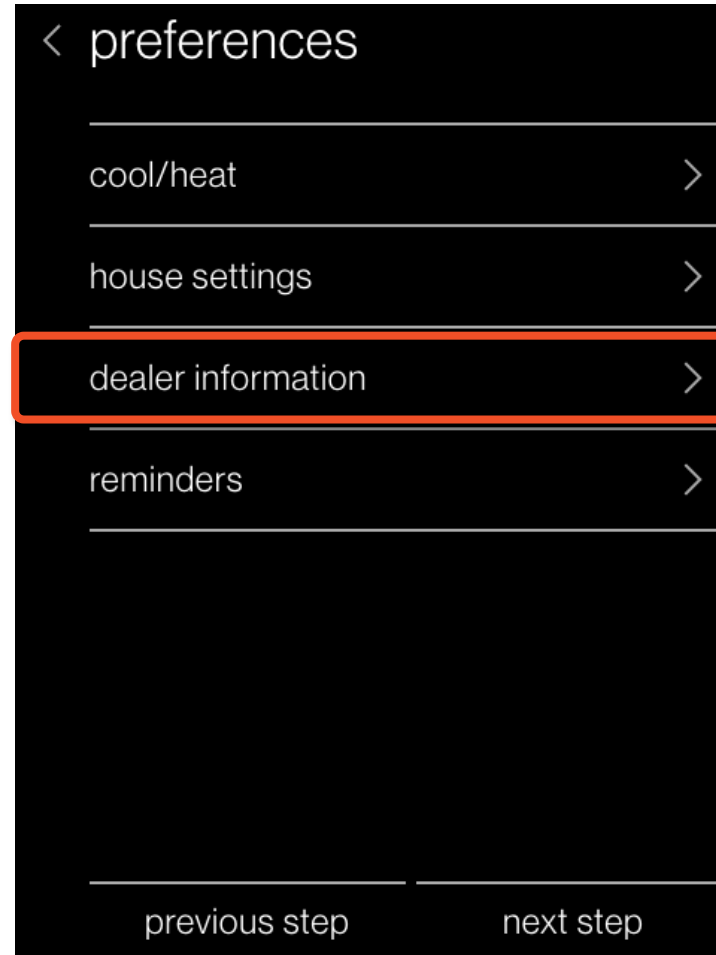 preferences
cool/heat
house settings
dealer information
reminders
previous step next step